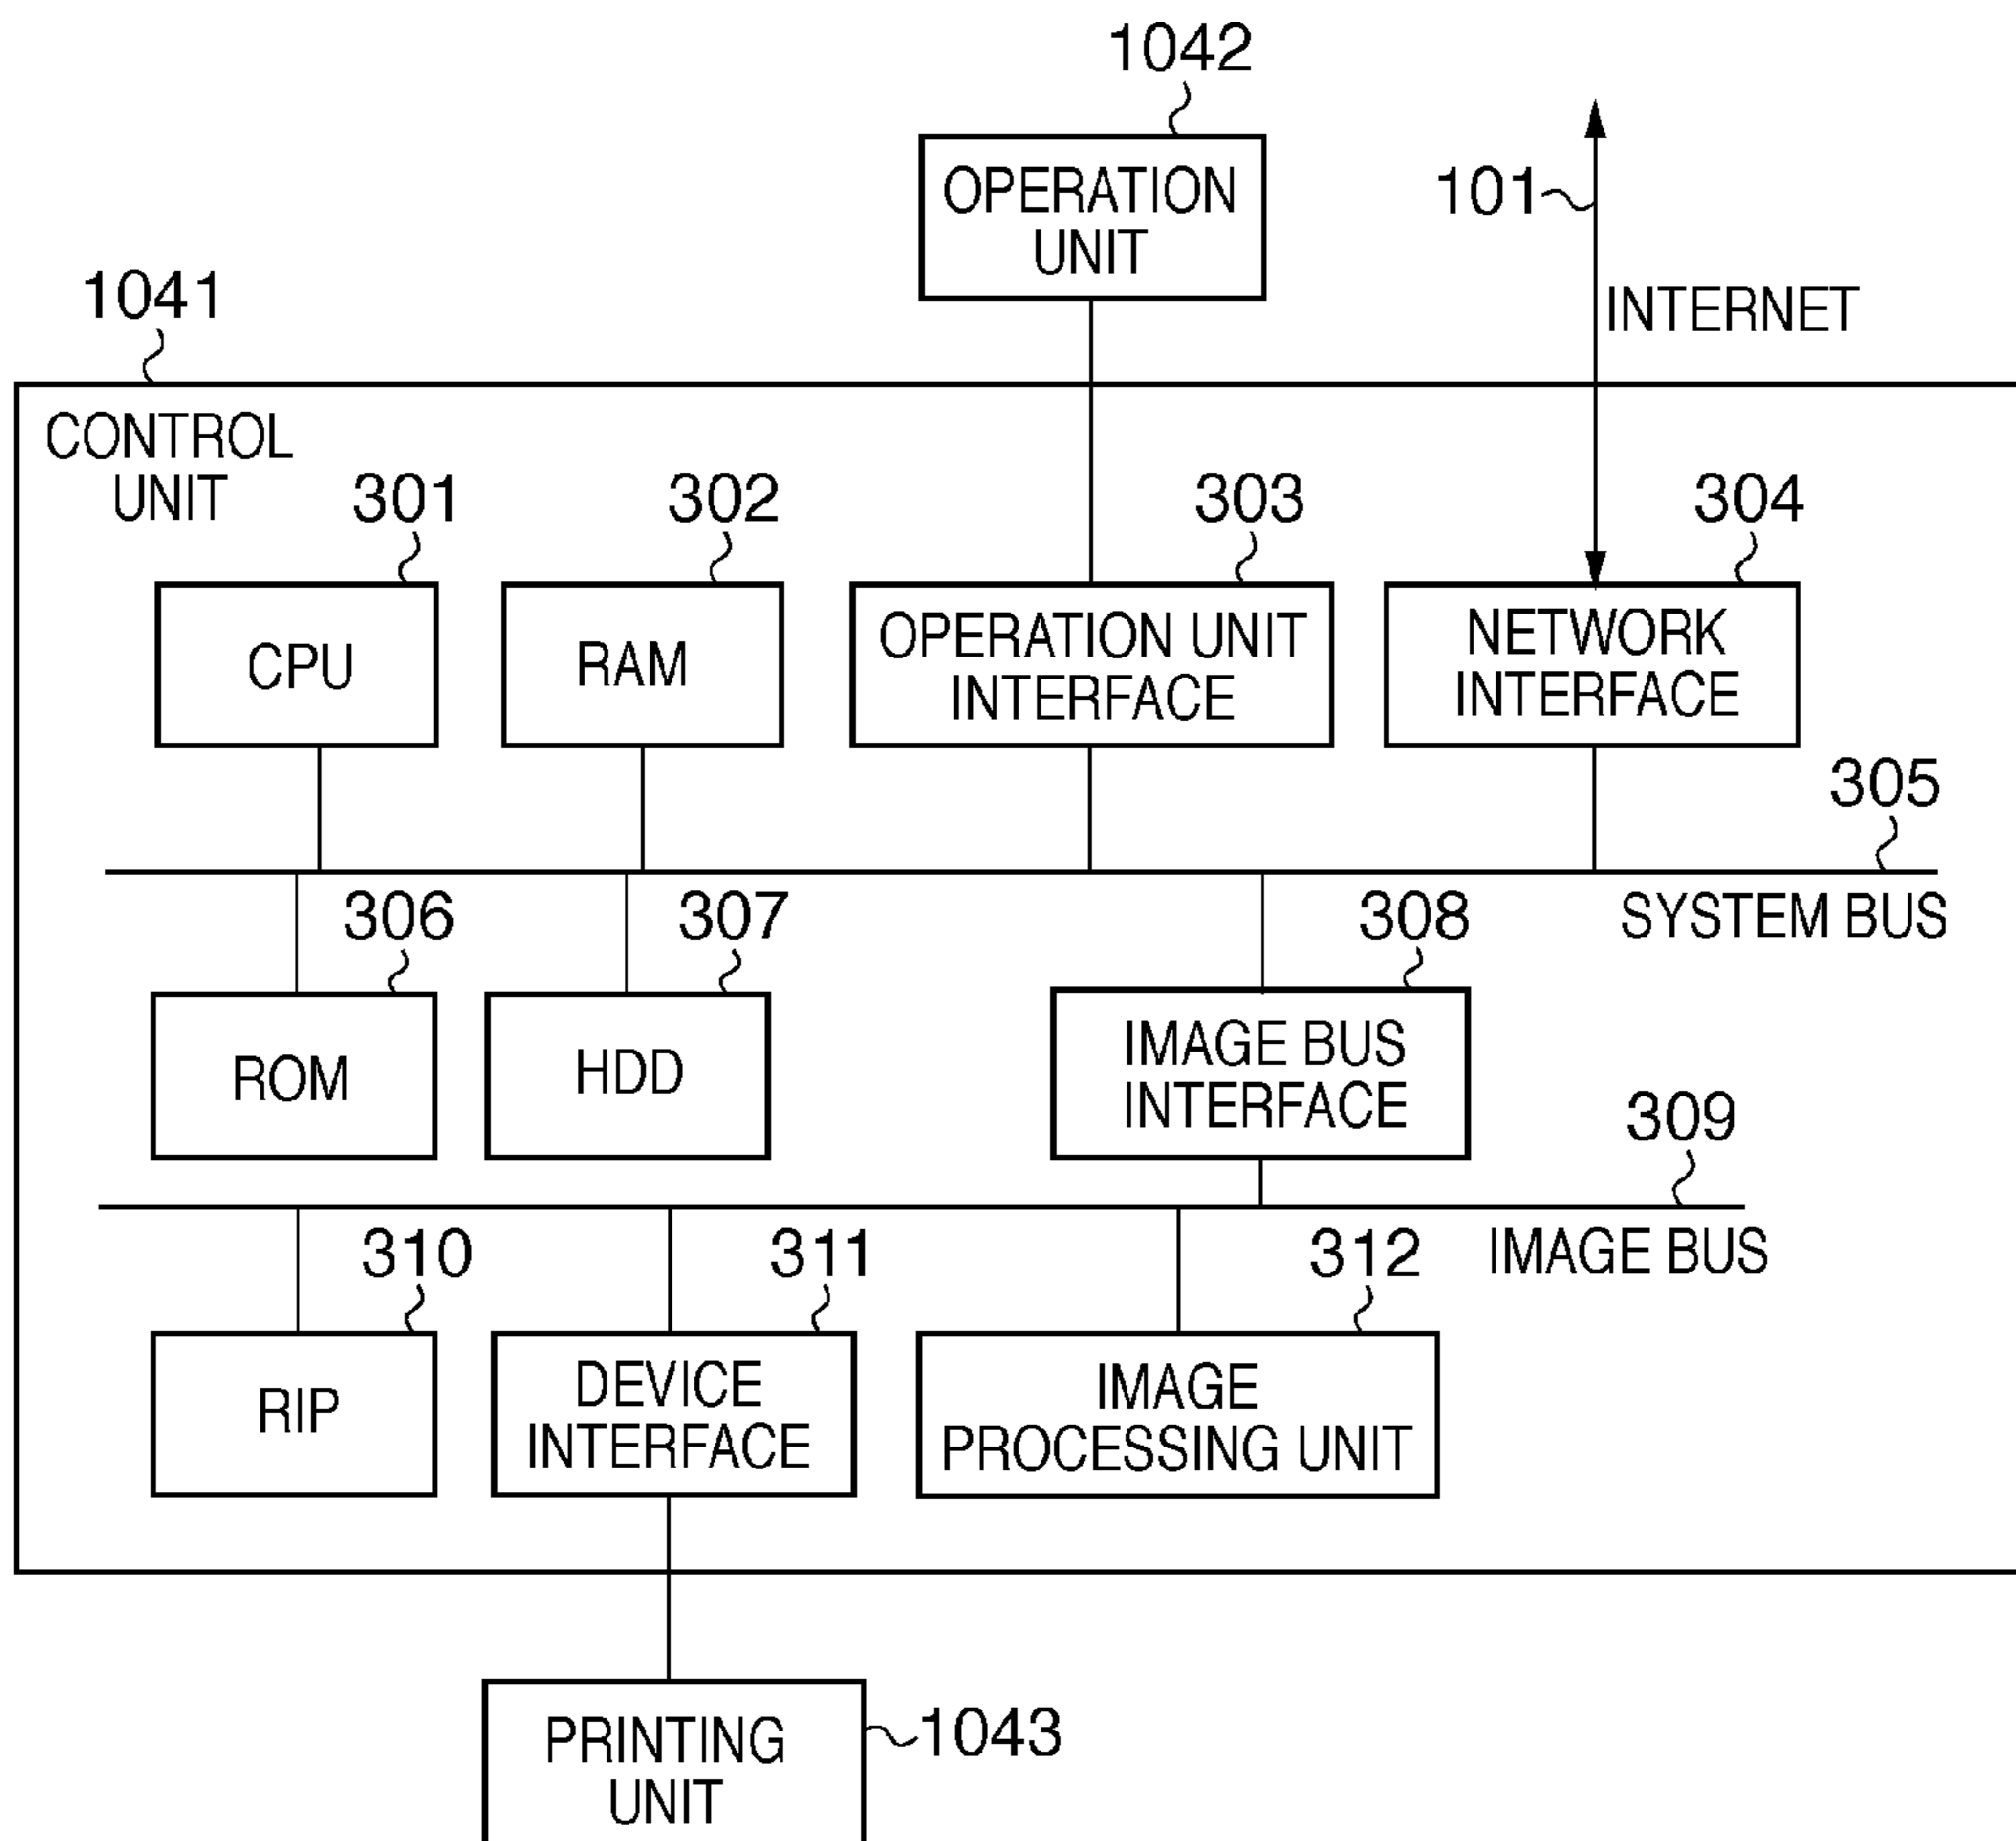 1042
OPERATION
UNIT
101
INTERNET
1041
CONTROL
UNIT
301
302
303
304
CPU
RAM
OPERATION UNIT
INTERFACE
NETWORK
INTERFACE
305
SYSTEM BUS
306
307
308
ROM
HDD
IMAGE BUS
INTERFACE
309
IMAGE BUS
310
311
312
RIP
DEVICE
INTERFACE
IMAGE
PROCESSING UNIT
PRINTING
UNIT
1043